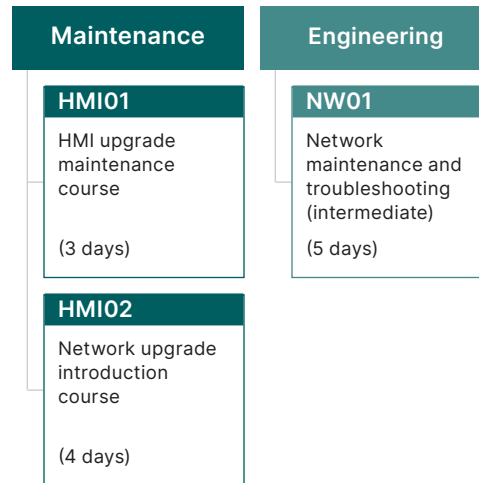 Maintenance
HMI01
HMI upgrade
maintenance
course
(3 days)
HMI02
Network upgrade
introduction
course
(4 days)
Engineering
NW01
Network
maintenance and
troubleshooting
(intermediate)
(5 days)